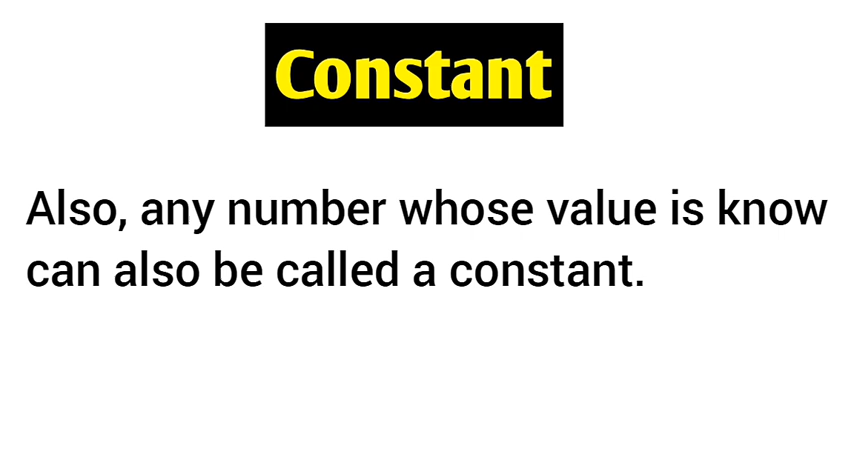 Constant
Also, any number whose value is know
can also be called a constant.